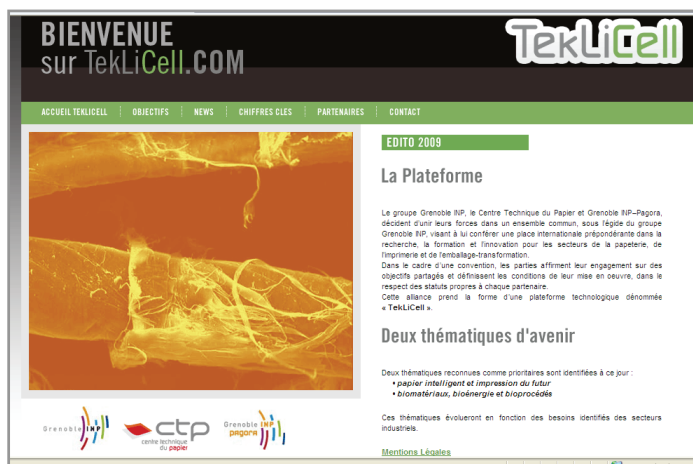 BIENVENUE
sur TekLiCell.COM
TekLiCell
ACCUEIL TEKLICELL
OBJECTIFS
NEWS
CHIFFRES CLES
PARTENAIRES
CONTACT
EDITO 2009
La Plateforme
Le groupe Grenoble INP, le Centre Technique du Papier et Grenoble INP–Pagora,
décident d'unir leurs forces dans un ensemble commun, sous l'égide du groupe
Grenoble INP, visant à lui conférer une place internationale prépondérante dans la
recherche, la formation et l'innovation pour les secteurs de la papeterie, de
l'imprimerie et de l'emballage-transformation.
Dans le cadre d'une convention, les parties affirment leur engagement sur des
objectifs partagés et définissent les conditions de leur mise en oeuvre, dans le
respect des statuts propres à chaque partenaire.
Cette alliance prend la forme d'une plateforme technologique dénommée
« TekLiCell ».
Deux thématiques d'avenir
Deux thématiques reconnues comme prioritaires sont identifiées à ce jour :
• papier intelligent et impression du futur
• biomatériaux, bioénergie et bioprocédés
Ces thématiques évolueront en fonction des besoins identifiés des secteurs
industriels.
Mentions Légales
Grenoble INP
ctp
centre technique
du papier
Grenoble INP
pagora